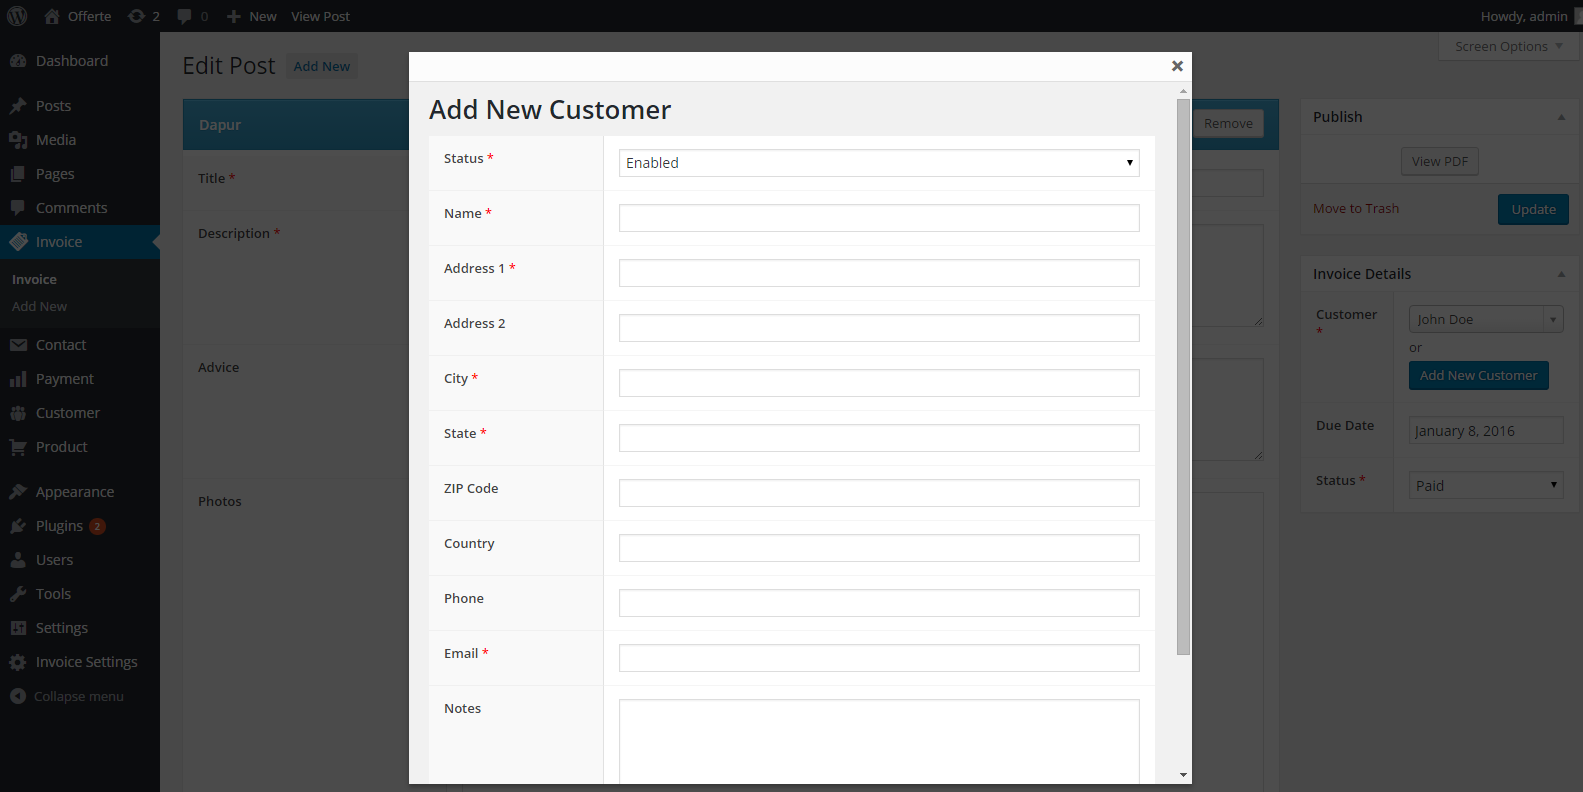 Offerte 2 0 New View Post Howdy, admin
Screen Options
Dashboard
Posts
Media
Pages
Comments
Invoice
Invoice
Add New
Contact
Payment
Customer
Product
Appearance
Plugins 2
Users
Tools
Settings
Invoice Settings
Collapse menu
Edit Post Add New
Dapur
Remove
Title *
Description *
Advice
Photos
Add New Customer
Status * Enabled
Name *
Address 1 *
Address 2
City *
State *
ZIP Code
Country
Phone
Email *
Notes
Publish
View PDF
Move to Trash Update
Invoice Details
Customer * John Doe
or
Add New Customer
Due Date January 8, 2016
Status * Paid